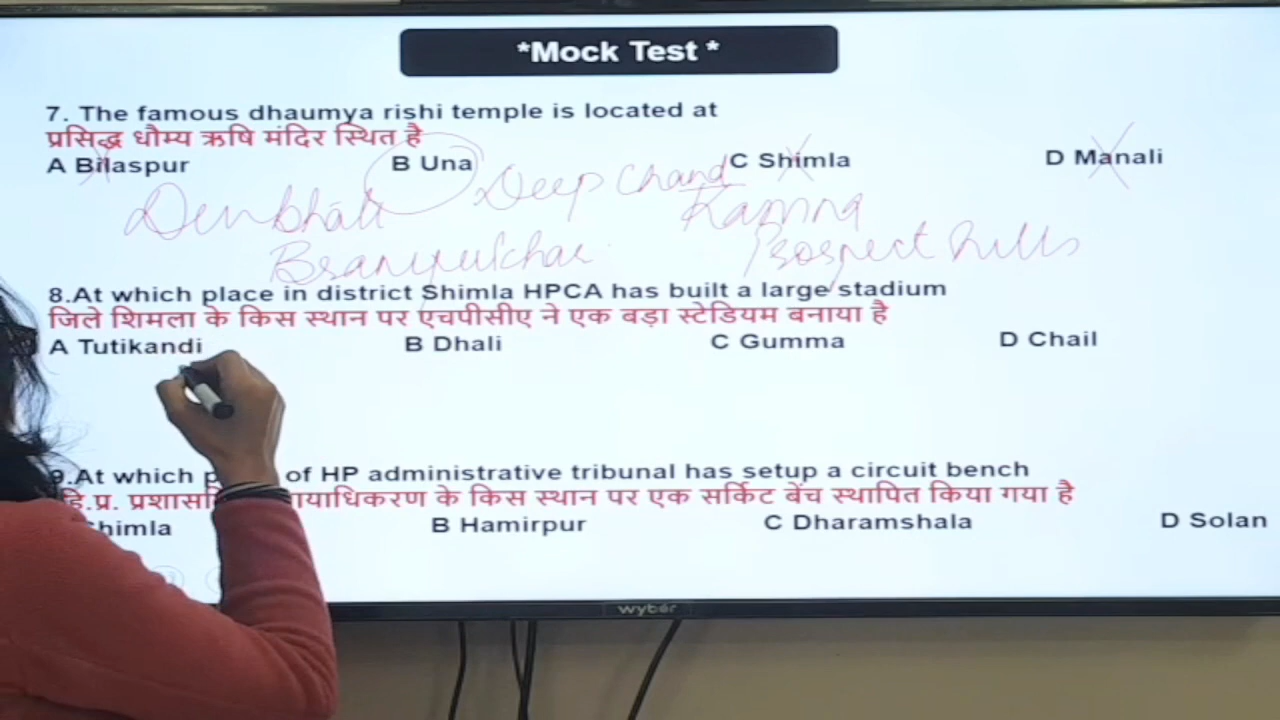 *Mock Test *
7. The famous dhaumya rishi temple is located at
प्रसिद्ध धौम्य ऋषि मंदिर स्थित है
A Bilaspur B Una C Shimla D Manali
Deep Chand
Kamna
Prospect hills
8.At which place in district Shimla HPCA has built a large stadium
जिले शिमला के किस स्थान पर एचपीसीए ने एक बड़ा स्टेडियम बनाया है
A Tutikandi B Dhali C Gumma D Chail
9.At which of HP administrative tribunal has setup a circuit bench
हि.प्र. के किस स्थान पर एक सर्किट बेंच स्थापित किया गया है
himla B Hamirpur C Dharamshala D Solan
wybor